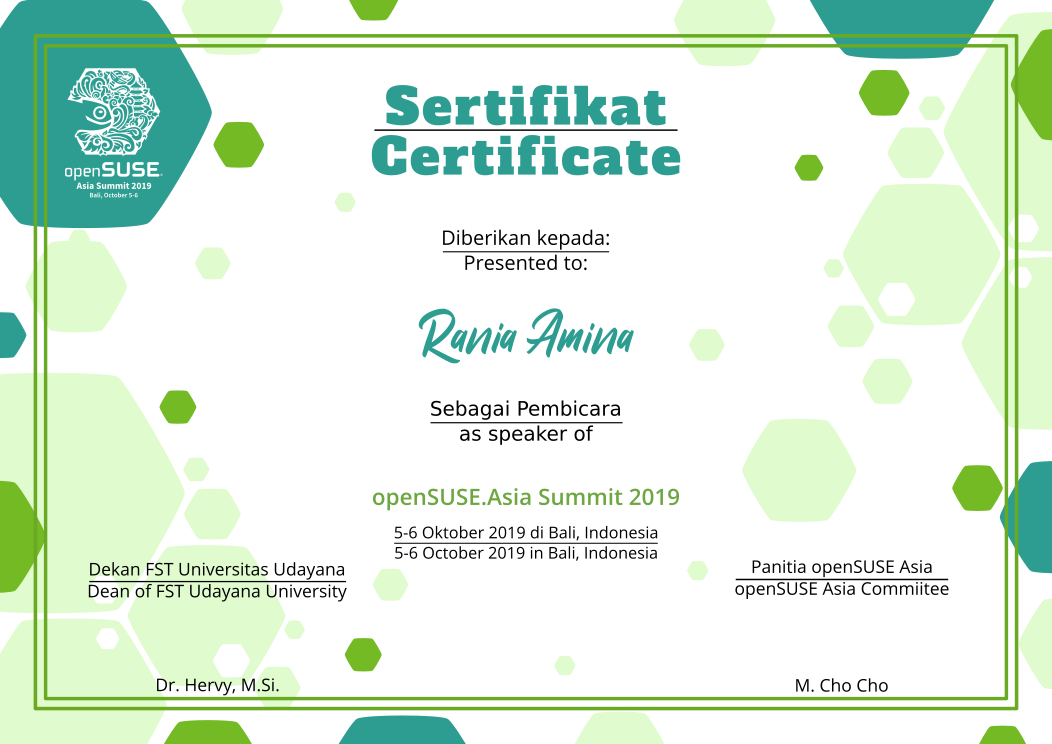 openSUSE
Asia Summit 2019
Bali, October 5-6
Sertifikat
Certificate
Diberikan kepada:
Presented to:
Rania Amina
Sebagai Pembicara
as speaker of
openSUSE.Asia Summit 2019
5-6 Oktober 2019 di Bali, Indonesia
5-6 October 2019 in Bali, Indonesia
Dekan FST Universitas Udayana
Dean of FST Udayana University
Dr. Hervy, M.Si.
Panitia openSUSE Asia
openSUSE Asia Commiitee
M. Cho Cho